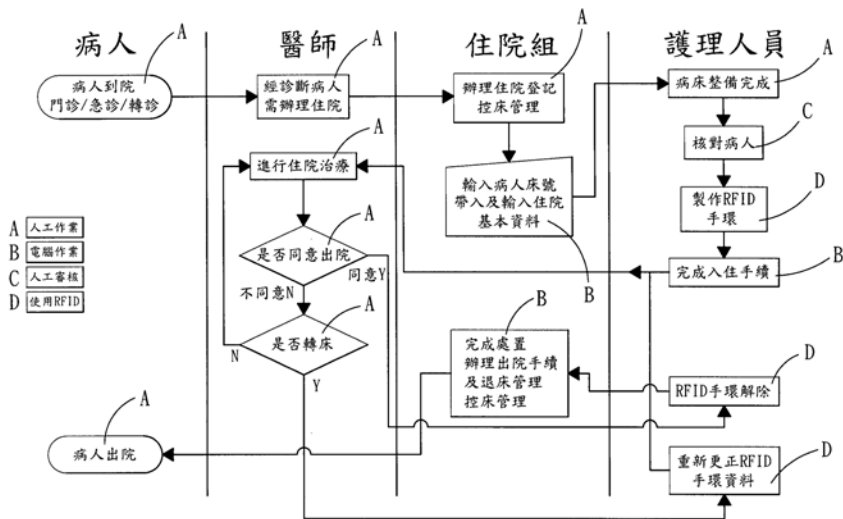 病人
A
病人到院
門診/急診/轉診
病人出院
A
A 人工作業
B 電腦作業
C 人工審核
D 使用RFID
醫師
A
經診斷病人
需辦理住院
A
進行住院治療
A
是否同意出院
同意Y
不同意N
A
是否轉床
N
Y
住院組
A
辦理住院登記
控床管理
輸入病人床號
帶入及輸入住院
基本資料
B
B
完成處置
辦理出院手續
及退床管理
控床管理
護理人員
A
病床整備完成
C
核對病人
D
製作RFID
手環
B
完成入住手續
D
RFID手環解除
D
重新更正RFID
手環資料